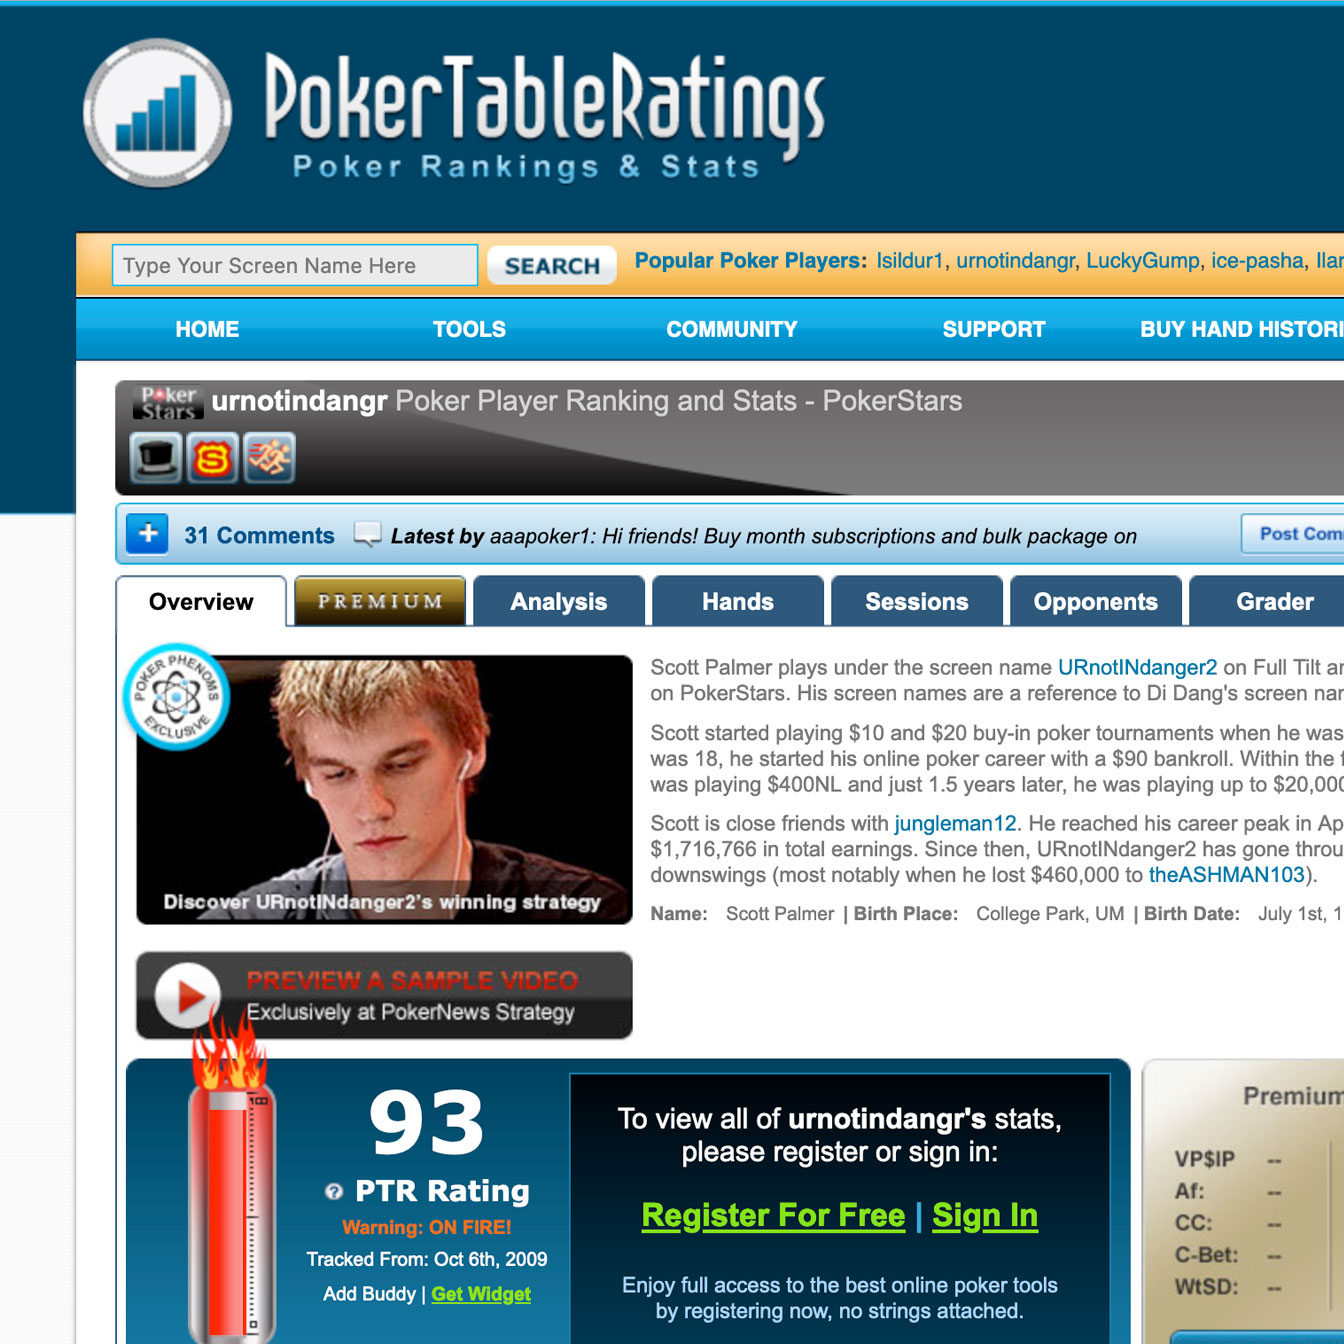 PokerTableRatings
Poker Rankings & Stats
Type Your Screen Name Here
SEARCH
Popular Poker Players: Isildur1, urnotindangr, LuckyGump, ice-pasha,
HOME TOOLS COMMUNITY SUPPORT BUY HAND HISTORI
Poker Stars
urnotindangr Poker Player Ranking and Stats - PokerStars
S
+ 31 Comments Latest by aaapoker1: Hi friends! Buy month subscriptions and bulk package on
Post Com
Overview PREMIUM Analysis Hands Sessions Opponents Grader
POKER PHENOMS EXCLUSIVE
Discover URnotINdanger2's winning strategy
PREVIEW A SAMPLE VIDEO
Exclusively at PokerNews Strategy
Scott Palmer plays under the screen name URnotINdanger2 on Full Tilt
on PokerStars. His screen names are a reference to Di Dang's screen
Scott started playing $10 and $20 buy-in poker tournaments when he was
was 18, he started his online poker career with a $90 bankroll. Within the
was playing $400NL and just 1.5 years later, he was playing up to $20,000
Scott is close friends with jungleman12. He reached his career peak in Ap
$1,716,766 in total earnings. Since then, URnotINdanger2 has gone throu
downswings (most notably when he lost $460,000 to theASHMAN103).
Name: Scott Palmer | Birth Place: College Park, UM | Birth Date: July 1st, 1
100
0
93
? PTR Rating
Warning: ON FIRE!
Tracked From: Oct 6th, 2009
Add Buddy | Get Widget
To view all of urnotindangr's stats,
please register or sign in:
Register For Free | Sign In
Enjoy full access to the best online poker tools
by registering now, no strings attached.
Premium
VP$IP --
Af: --
CC: --
C-Bet: --
WtSD: --